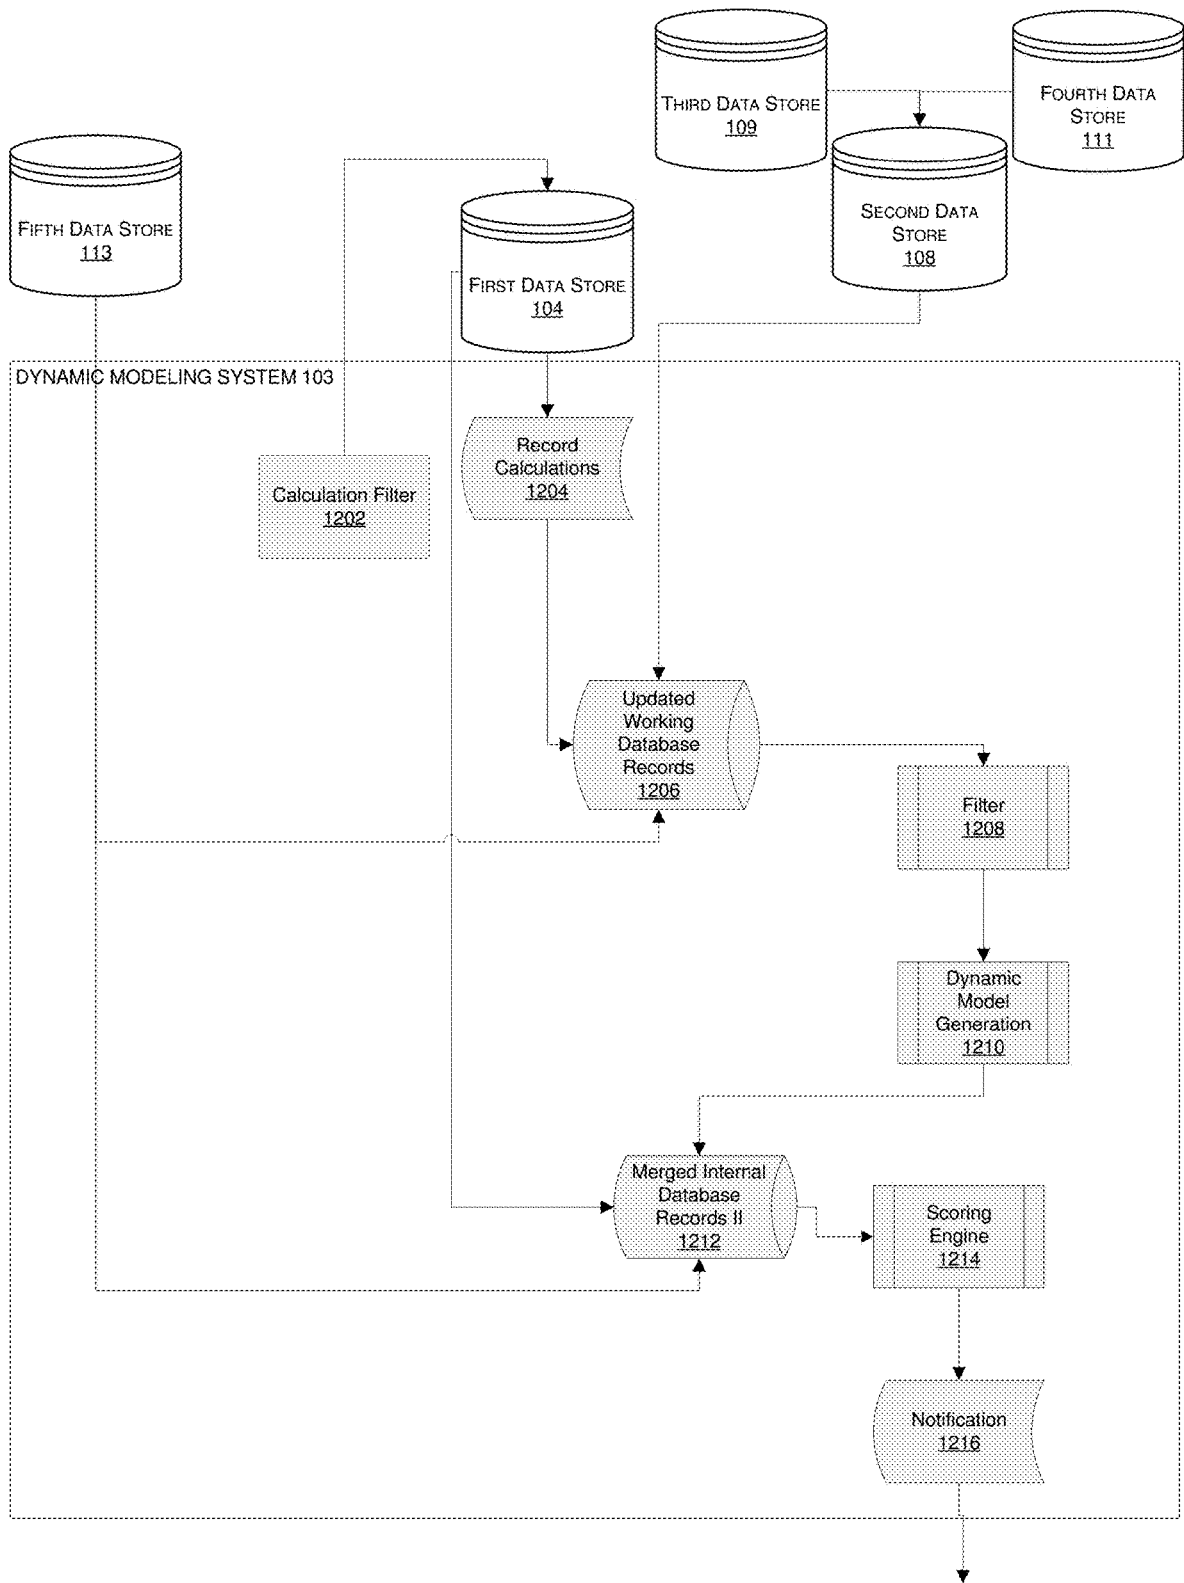 THIRD DATA STORE
109
FOURTH DATA
STORE
111
SECOND DATA
STORE
108
FIFTH DATA STORE
113
FIRST DATA STORE
104
DYNAMIC MODELING SYSTEM 103
Record
Calculations
1204
Calculation Filter
1202
Updated
Working
Database
Records
1206
Filter
1208
Dynamic
Model
Generation
1210
Merged Internal
Database
Records II
1212
Scoring
Engine
1214
Notification
1216